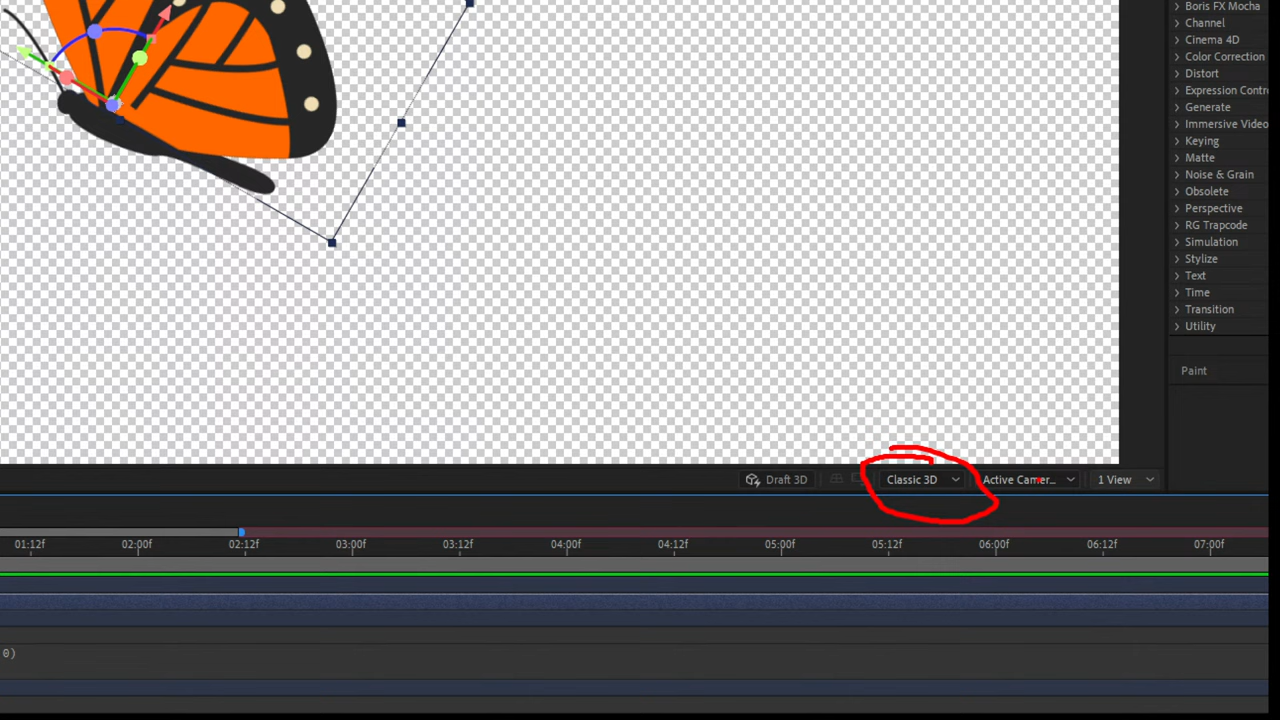 Boris FX Mocha
Channel
Cinema 4D
Color Correction
Distort
Expression Contro
Generate
Immersive Video
Keying
Matte
Noise & Grain
Obsolete
Perspective
RG Trapcode
Simulation
Stylize
Text
Time
Transition
Utility
Paint
Draft 3D
Classic 3D
Active Camer...
1 View
01:12f 02:00f 02:12f 03:00f 03:12f 04:00f 04:12f 05:00f 05:12f 06:00f 06:12f 07:00f
0)